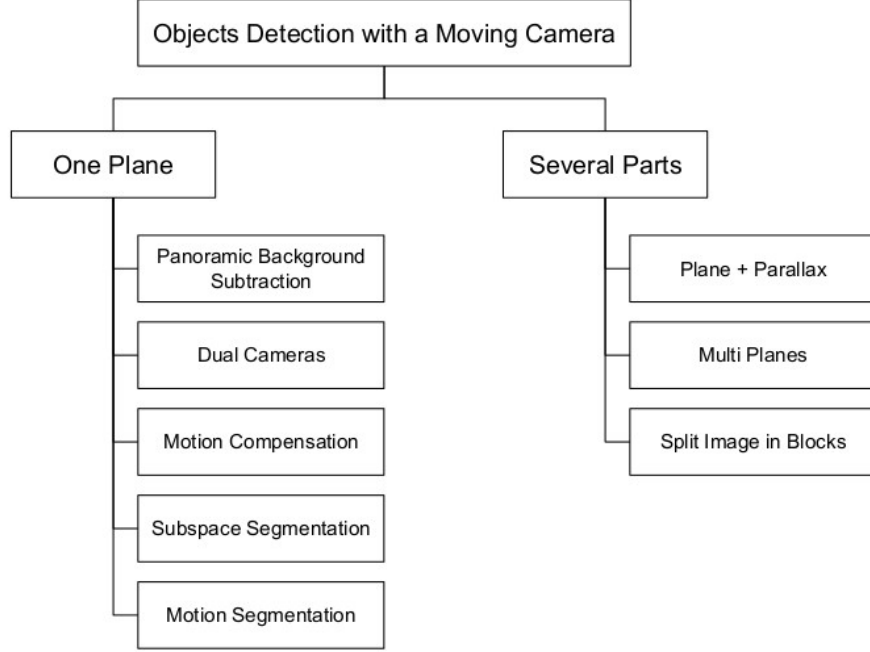 Objects Detection with a Moving Camera
One Plane
Several Parts
Panoramic Background
Subtraction
Dual Cameras
Motion Compensation
Subspace Segmentation
Motion Segmentation
Plane + Parallax
Multi Planes
Split Image in Blocks